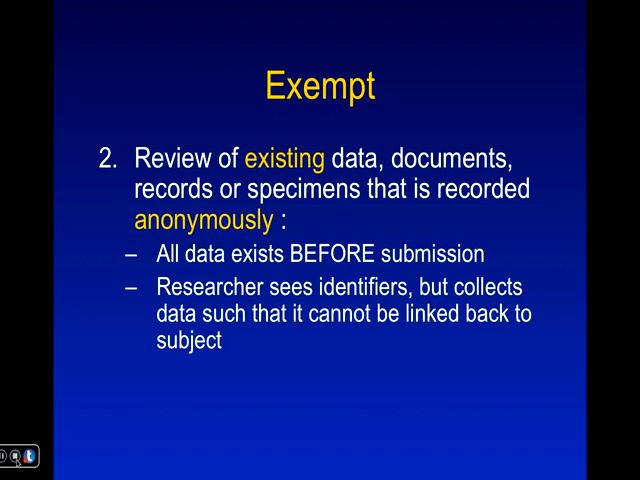 Exempt
2. Review of existing data, documents,
records or specimens that is recorded
anonymously :
– All data exists BEFORE submission
– Researcher sees identifiers, but collects
data such that it cannot be linked back to
subject